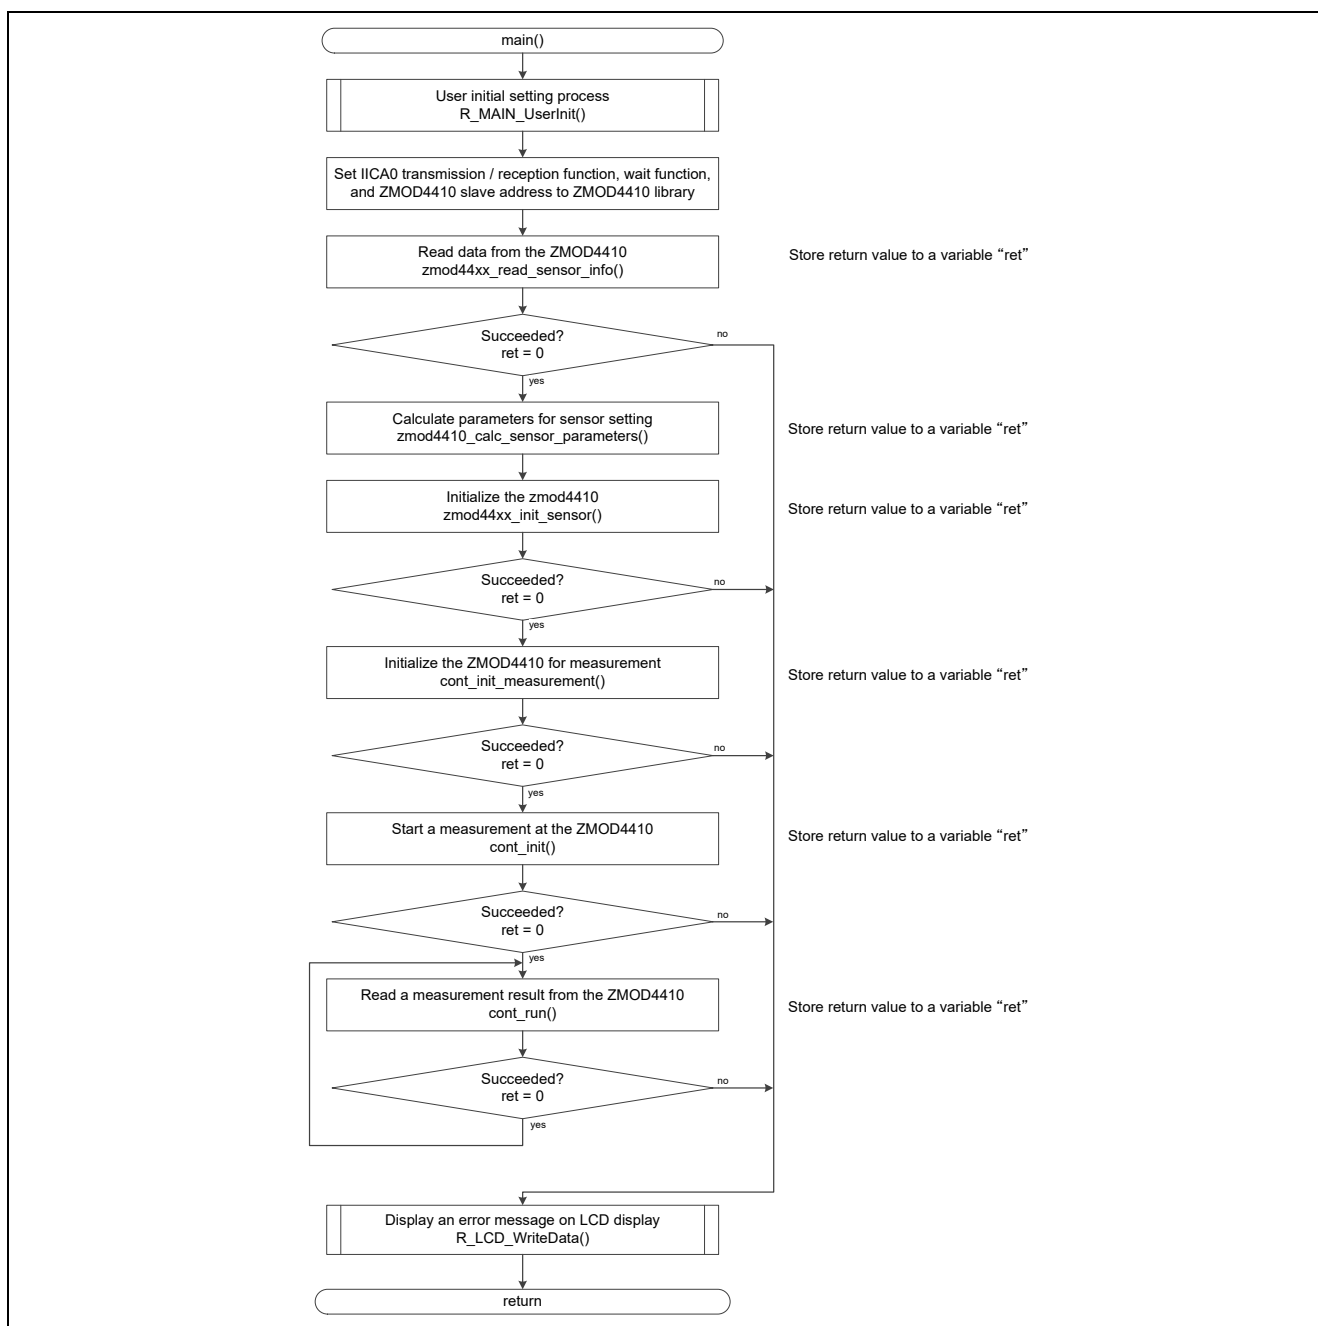 main()
User initial setting process
R_MAIN_UserInit()
Set IICA0 transmission / reception function, wait function,
and ZMOD4410 slave address to ZMOD4410 library
Read data from the ZMOD4410
zmod44xx_read_sensor_info()
Store return value to a variable “ret”
Succeeded?
ret = 0
no
yes
Calculate parameters for sensor setting
zmod4410_calc_sensor_parameters()
Store return value to a variable “ret”
Initialize the zmod4410
zmod44xx_init_sensor()
Store return value to a variable “ret”
Succeeded?
ret = 0
no
yes
Initialize the ZMOD4410 for measurement
cont_init_measurement()
Store return value to a variable “ret”
Succeeded?
ret = 0
no
yes
Start a measurement at the ZMOD4410
cont_init()
Store return value to a variable “ret”
Succeeded?
ret = 0
no
yes
Read a measurement result from the ZMOD4410
cont_run()
Store return value to a variable “ret”
Succeeded?
ret = 0
no
yes
Display an error message on LCD display
R_LCD_WriteData()
return